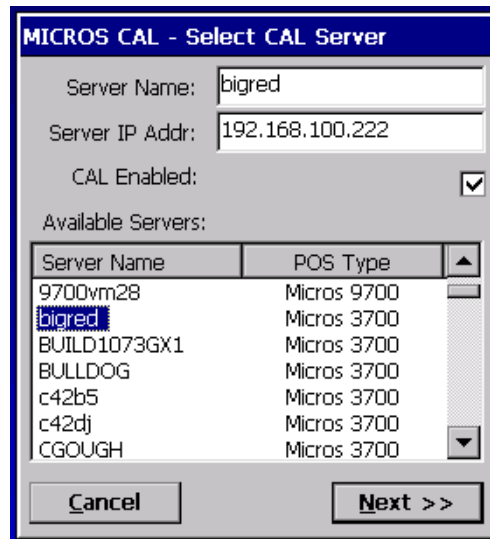 MICROS CAL - Select CAL Server
Server Name: bigred
Server IP Addr: 192.168.100.222
CAL Enabled:
Available Servers:
Server Name POS Type
9700vm28 Micros 9700
bigred Micros 3700
BUILD1073GX1 Micros 3700
BULLDOG Micros 3700
c42b5 Micros 3700
c42dj Micros 3700
CGOUGH Micros 3700
Cancel Next >>